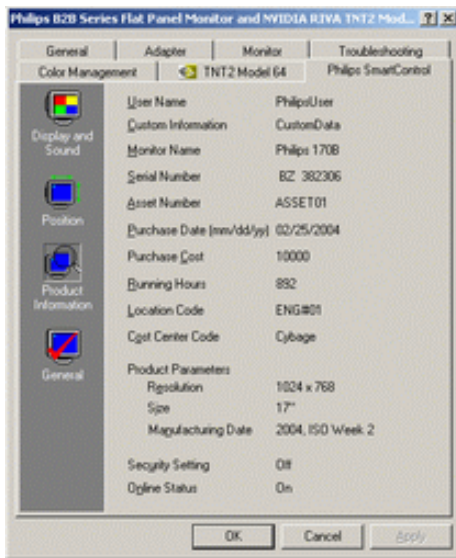 Philips B2B Series Flat Panel Monitor and NVIDIA RIVA TNT2 Mod...
General Adapter Monitor Troubleshooting
Color Management TNT2 Model 64 Philips SmartControl
Display and
Sound
Position
Product
Information
General
User Name PhilipsUser
Custom Information CustomData
Monitor Name Philips 170B
Serial Number BZ 382306
Asset Number ASSET01
Purchase Date (mm/dd/yy) 02/25/2004
Purchase Cost 10000
Running Hours 892
Location Code ENG#01
Cost Center Code Cybage
Product Parameters
Resolution 1024 x 768
Size 17"
Manufacturing Date 2004, ISO Week 2
Security Setting Off
Online Status On
OK Cancel Apply